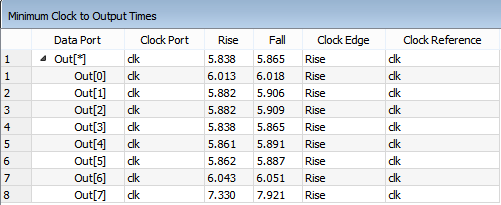 Minimum Clock to Output Times
Data Port Clock Port Rise Fall Clock Edge Clock Reference
1 Out[*] clk 5.838 5.865 Rise clk
1 Out[0] clk 6.013 6.018 Rise clk
2 Out[1] clk 5.882 5.906 Rise clk
3 Out[2] clk 5.882 5.909 Rise clk
4 Out[3] clk 5.838 5.865 Rise clk
5 Out[4] clk 5.861 5.891 Rise clk
6 Out[5] clk 5.862 5.887 Rise clk
7 Out[6] clk 6.043 6.051 Rise clk
8 Out[7] clk 7.330 7.921 Rise clk